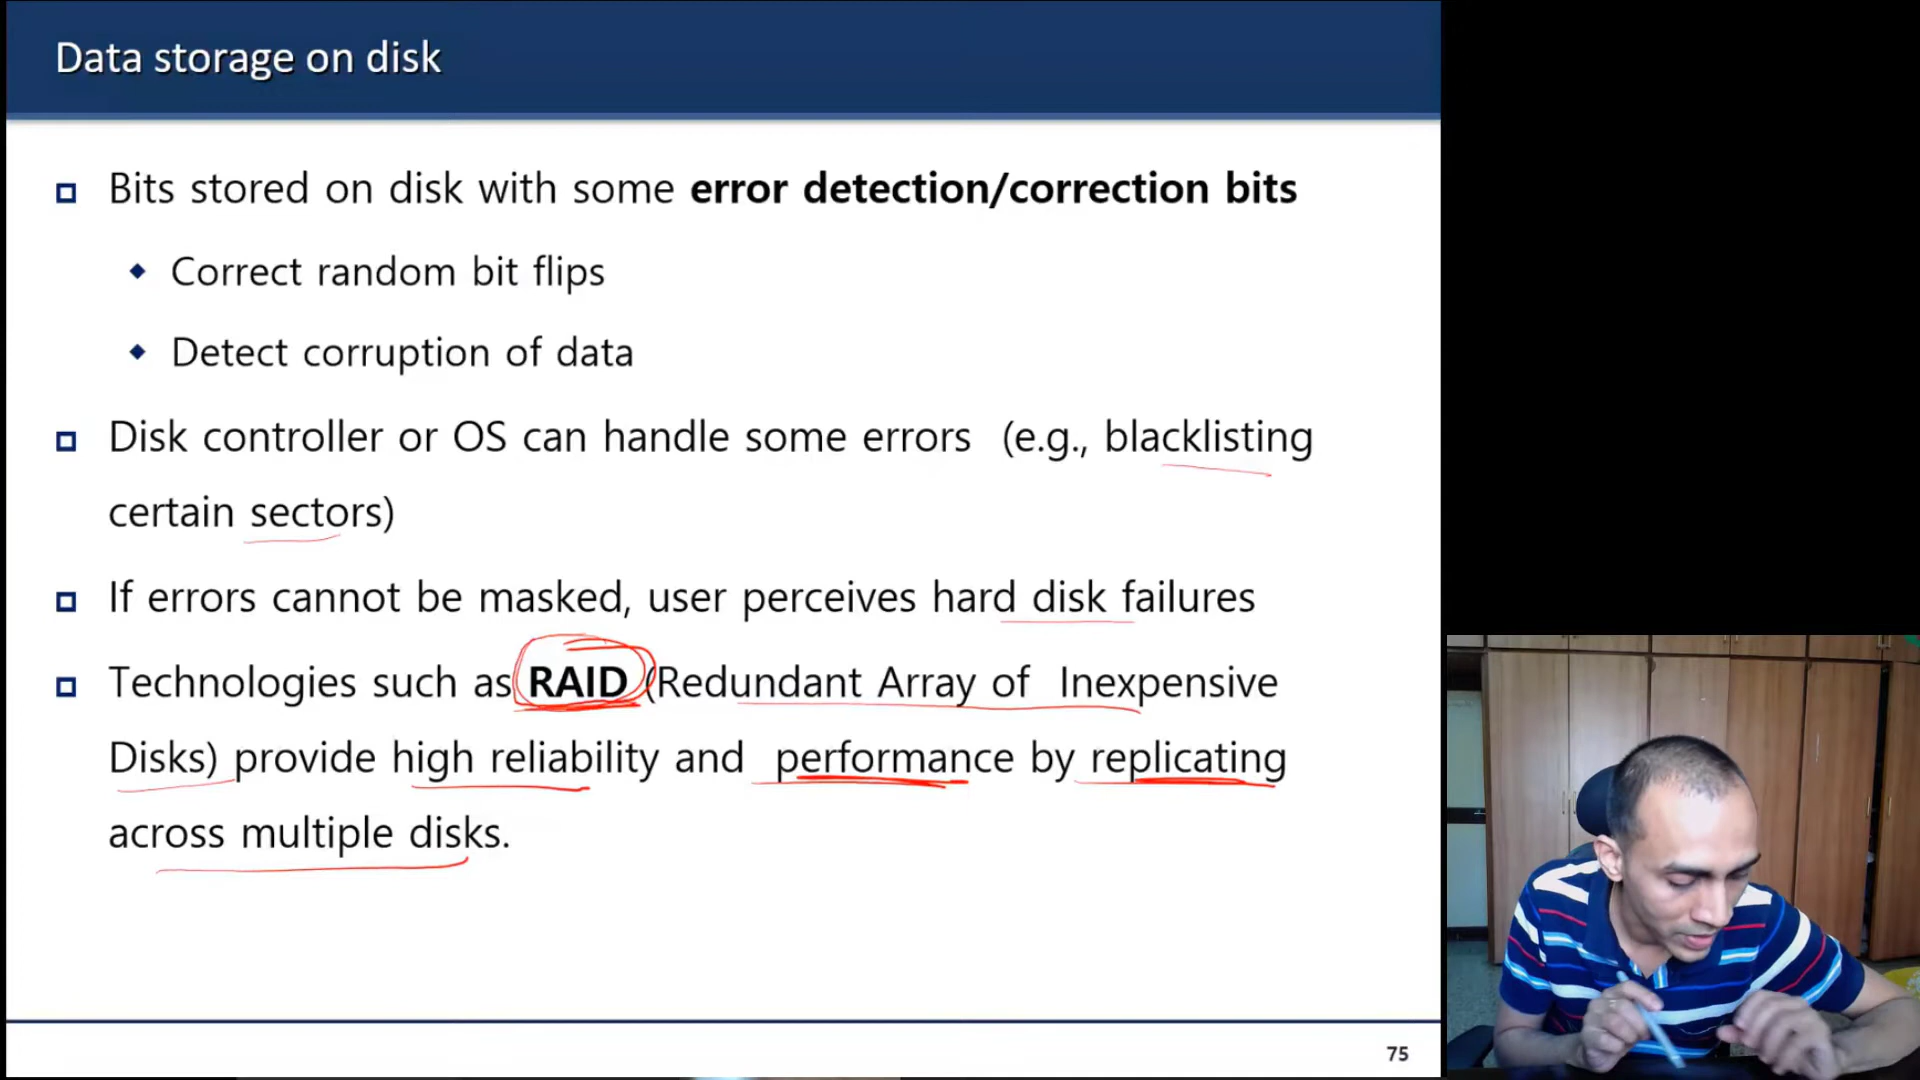 Data storage on disk
Bits stored on disk with some error detection/correction bits
Correct random bit flips
Detect corruption of data
Disk controller or OS can handle some errors (e.g., blacklisting
certain sectors)
If errors cannot be masked, user perceives hard disk failures
Technologies such as RAID (Redundant Array of Inexpensive
Disks) provide high reliability and performance by replicating
across multiple disks.
75